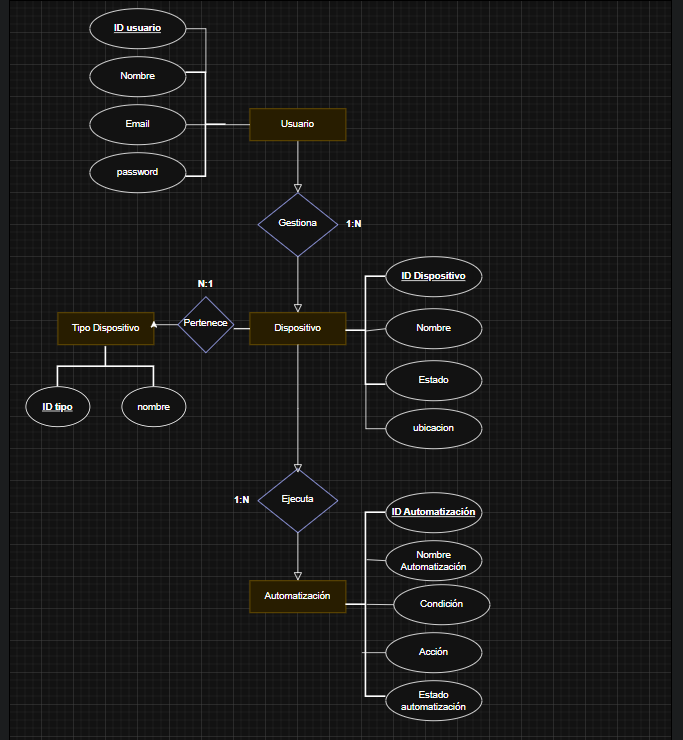 ID usuario
Nombre
Email
password
Usuario
Gestiona
1:N
ID Dispositivo
Nombre
Estado
ubicacion
N:1
Pertenece
Tipo Dispositivo
Dispositivo
ID tipo
nombre
1:N
Ejecuta
ID Automatización
Nombre
Automatización
Condición
Acción
Estado
automatización
Automatización